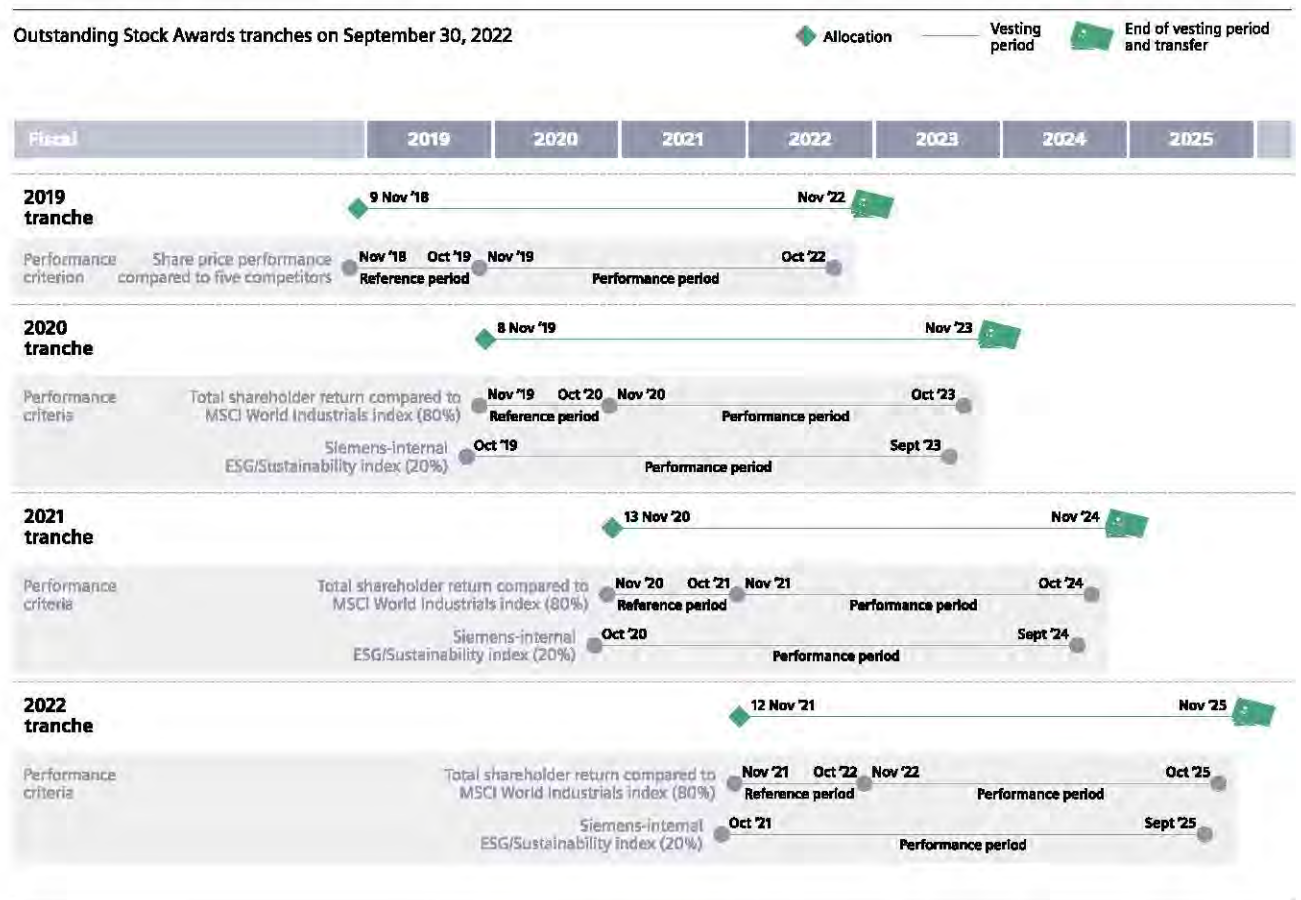 Outstanding Stock Awards tranches on September 30, 2022
Allocation
Vesting
period
End of vesting period
and transfer
Fiscal 2019 2020 2021 2022 2023 2024 2025
2019
tranche
9 Nov '18 Nov '22
Performance
criterion
Share price performance
compared to five competitors
Nov '18 Oct '19 Nov '19 Oct '22
Reference period Performance period
2020
tranche
8 Nov '19 Nov '23
Performance
criteria
Total shareholder return compared to
MSCI World Industrials index (80%)
Nov '19 Oct '20 Nov '20 Oct '23
Reference period Performance period
Siemens-internal
ESG/Sustainability index (20%)
Oct '19 Sept '23
Performance period
2021
tranche
13 Nov '20 Nov '24
Performance
criteria
Total shareholder return compared to
MSCI World Industrials index (80%)
Nov '20 Oct '21 Nov '21 Oct '24
Reference period Performance period
Siemens-internal
ESG/Sustainability index (20%)
Oct '20 Sept '24
Performance period
2022
tranche
12 Nov '21 Nov '25
Performance
criteria
Total shareholder return compared to
MSCI World Industrials index (80%)
Nov '21 Oct '22 Nov '22 Oct '25
Reference period Performance period
Siemens-internal
ESG/Sustainability index (20%)
Oct '21 Sept '25
Performance period